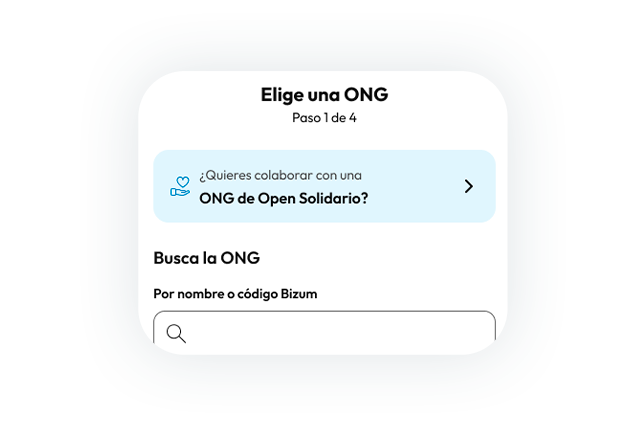 Elige una ONG
Paso 1 de 4
¿Quieres colaborar con una
ONG de Open Solidario?
Busca la ONG
Por nombre o código Bizum